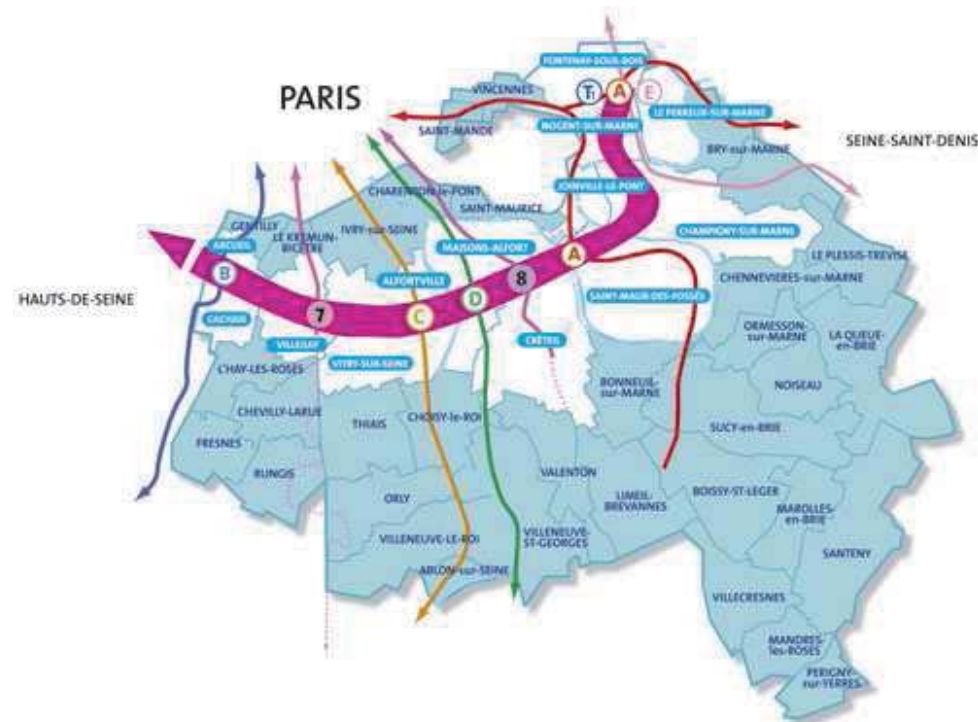 FONTENAY-SOUS-BOIS
PARIS
VINCENNES
T1 A E
LE PERREUX-SUR-MARNE
SAINT-MANDE
NOGENT-SUR-MARNE
SEINE-SAINT-DENIS
BRY-sur-MARNE
JOINVILLE-LE-PONT
CHARENTON-le-PONT
SAINT-MAURICE
GENTILLY
IVRY-sur-SEINE
CHAMPIGNY-SUR-MARNE
LE KREMLIN-
BICETRE
ARCUEIL
MAISONS-ALFORT
A
LE PLESSIS-TREVISE
B
8
CHENNEVIERES-sur-MARNE
ALFORTVILLE
D
SAINT-MAUR-DES-FOSSES
HAUTS-DE-SEINE
7
C
CACHAN
ORMESSON-
sur-MARNE
LA QUEUE-
en-BRIE
VILLEJUIF
CRÉTEIL
VITRY-SUR-SEINE
L'HAY-LES-ROSES
BONNEUIL-
sur-MARNE
NOISEAU
CHEVILLY-LARUE
CHOISY-le-ROI
THIAIS
SUCY-en-BRIE
FRESNES
RUNGIS
VALENTON
ORLY
LIMEIL-
BREVANNES
BOISSY-ST-LEGER
MAROLLES-
en-BRIE
VILLENEUVE-LE-ROI
VILLENEUVE-
ST-GEORGES
SANTENY
ABLON-sur-SEINE
VILLECRESNES
MANDRES-
les-ROSES
PERIGNY-
sur-YERRES